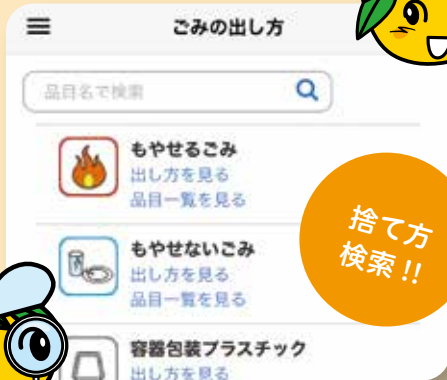 ごみの出し方
品目名で検索
もやせるごみ
出し方を見る
品目一覧を見る
捨て方
検索!!
もやせないごみ
出し方を見る
品目一覧を見る
容器包装プラスチック
出し方を見る